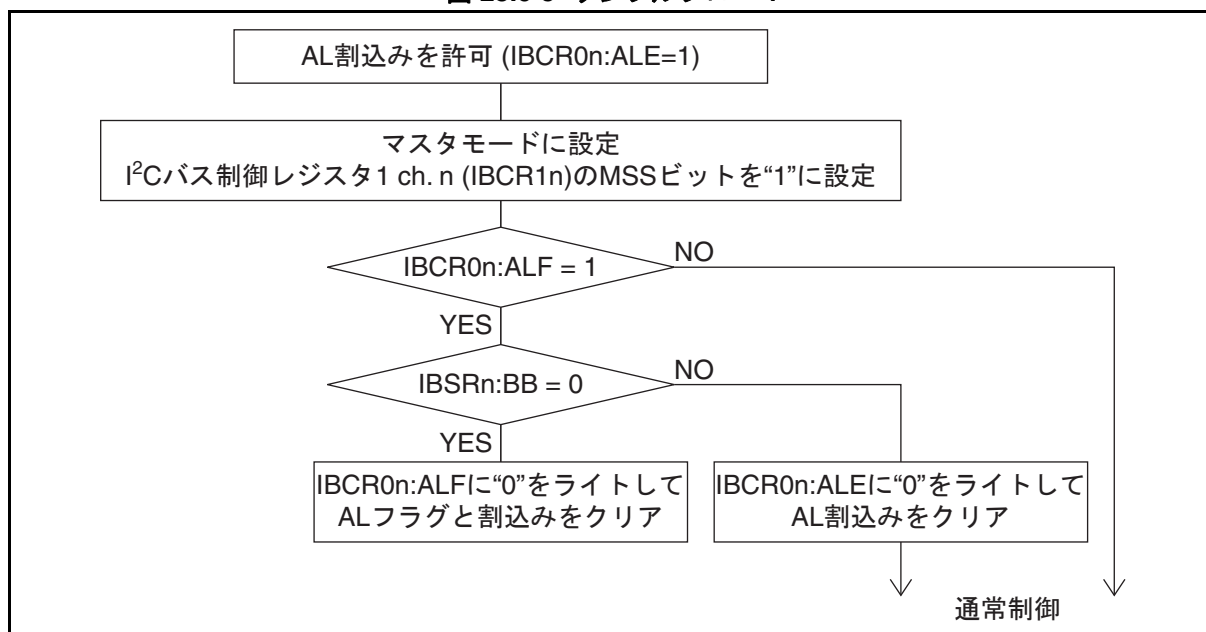 AL割込みを許可 (IBCR0n:ALE=1)
マスタモードに設定
I²Cバス制御レジスタ1 ch. n (IBCR1n)のMSSビットを“1”に設定
IBCR0n:ALF = 1
NO
YES
IBSRn:BB = 0
NO
YES
IBCR0n:ALFに“0”をライトして
ALフラグと割込みをクリア
IBCR0n:ALEに“0”をライトして
AL割込みをクリア
通常制御